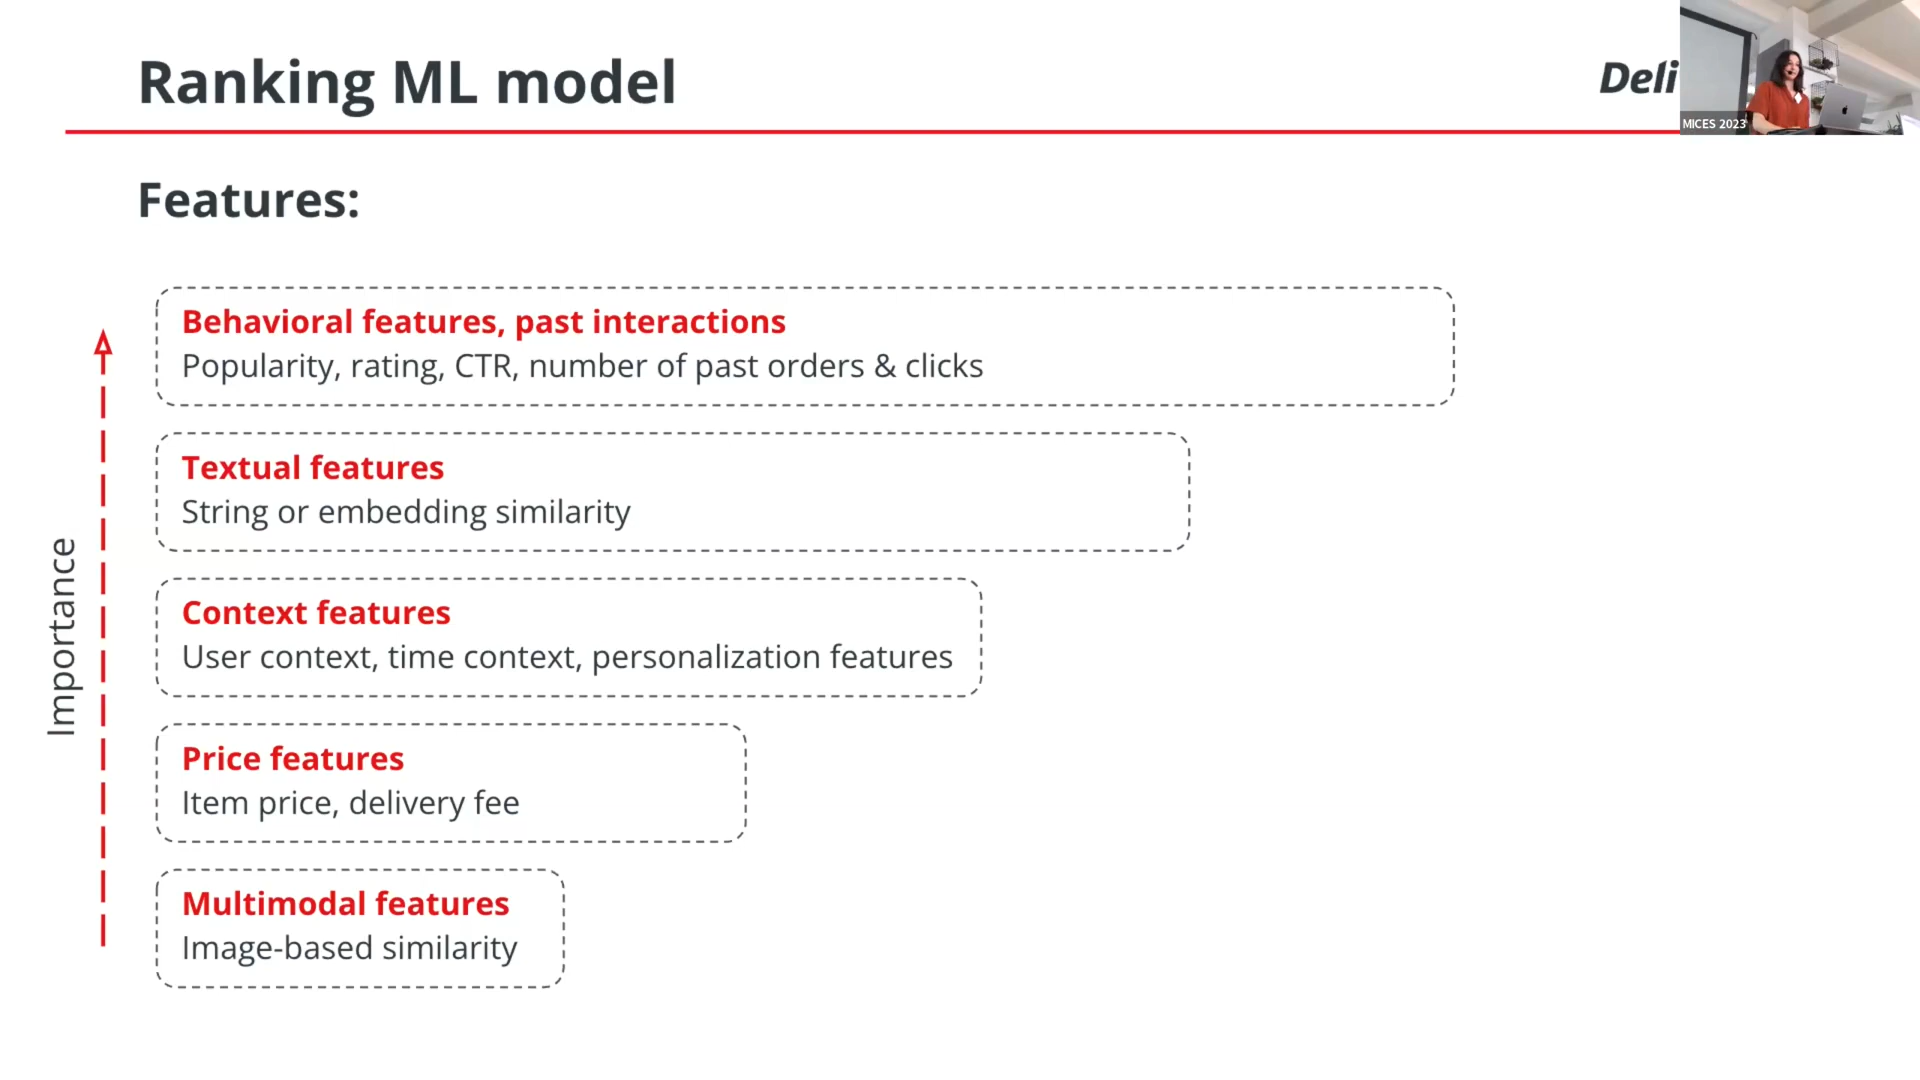 Ranking ML model
Deli
MICES 2023
Features:
Importance
Behavioral features, past interactions
Popularity, rating, CTR, number of past orders & clicks
Textual features
String or embedding similarity
Context features
User context, time context, personalization features
Price features
Item price, delivery fee
Multimodal features
Image-based similarity